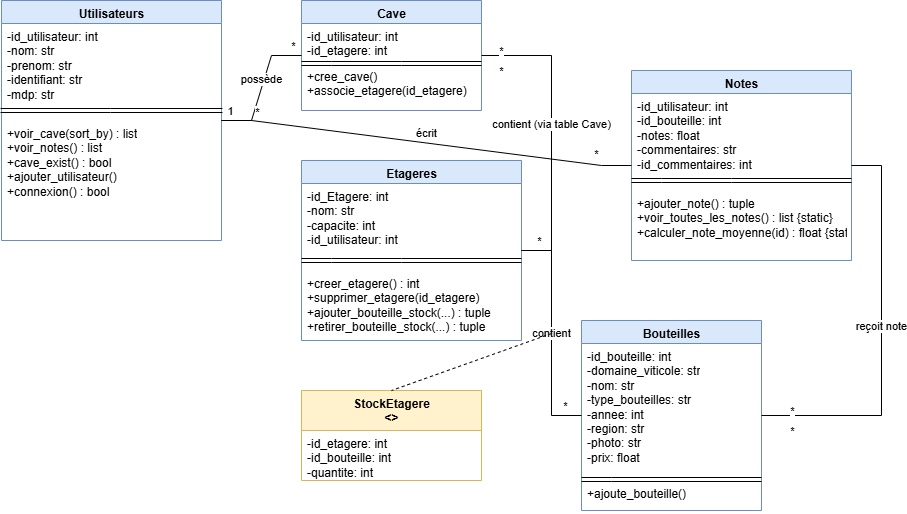 Utilisateurs
-id_utilisateur: int
-nom: str
-prenom: str
-identifiant: str
-mdp: str
+voir_cave(sort_by) : list
+voir_notes() : list
+cave_exist() : bool
+ajouter_utilisateur()
+connexion() : bool
1
*
possède
*
Cave
-id_utilisateur: int
-id_etagere: int
+cree_cave()
+associe_etagere(id_etagere)
*
*
contient (via table Cave)
écrit
*
Notes
-id_utilisateur: int
-id_bouteille: int
-notes: float
-commentaires: str
-id_commentaires: int
+ajouter_note() : tuple
+voir_toutes_les_notes() : list {static}
+calculer_note_moyenne(id) : float {stat
Etageres
-id_Etagere: int
-nom: str
-capacite: int
-id_utilisateur: int
+creer_etagere() : int
+supprimer_etagere(id_etagere)
+ajouter_bouteille_stock(...) : tuple
+retirer_bouteille_stock(...) : tuple
*
contient
*
reçoit note
*
*
Bouteilles
-id_bouteille: int
-domaine_viticole: str
-nom: str
-type_bouteilles: str
-annee: int
-region: str
-photo: str
-prix: float
+ajoute_bouteille()
StockEtagere
<>
-id_etagere: int
-id_bouteille: int
-quantite: int